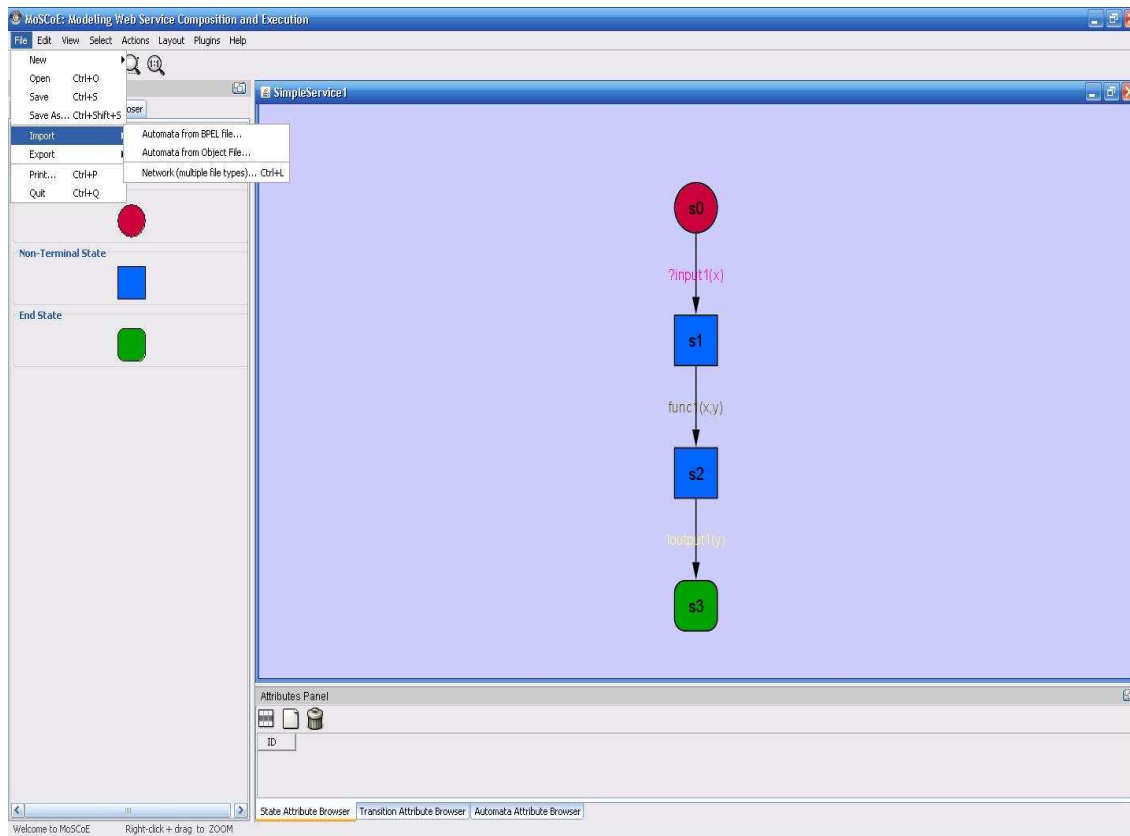 MoSCoE: Modeling Web Service Composition and Execution
File Edit View Select Actions Layout Plugins Help
New
Open Ctrl+O
Save Ctrl+S
Save As... Ctrl+Shift+S
Import
Export
Print... Ctrl+P
Quit Ctrl+Q
Automata from BPEL file...
Automata from Object File...
Network (multiple file types)... Ctrl+L
1:1
oser
Non-Terminal State
End State
SimpleService1
s0
?input1(x)
s1
func1(x;y)
s2
!output1(y)
s3
Attributes Panel
ID
State Attribute Browser Transition Attribute Browser Automata Attribute Browser
Welcome to MoSCoE Right-click + drag to ZOOM